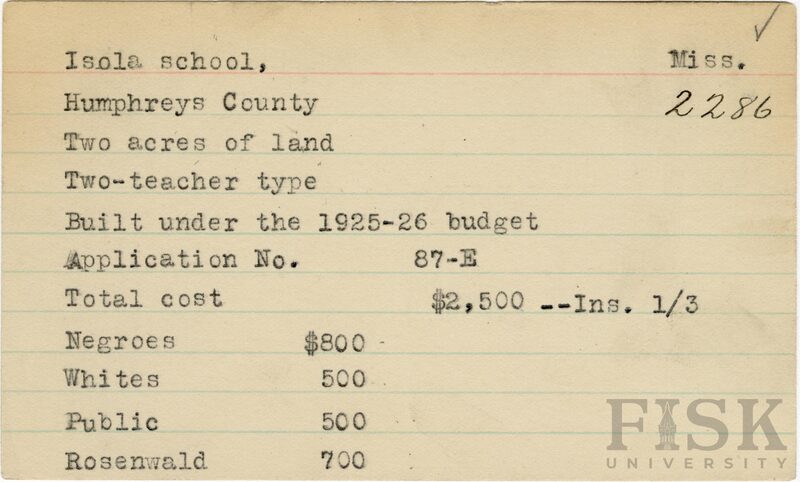 Isola school, Miss.
Humphreys County 2286
Two acres of land
Two-teacher type
Built under the 1925-26 budget
Application No. 87-E
Total cost $2,500 --Ins. 1/3
Negroes $800
Whites 500
Public 500
Rosenwald 700
FISK
UNIVERSITY